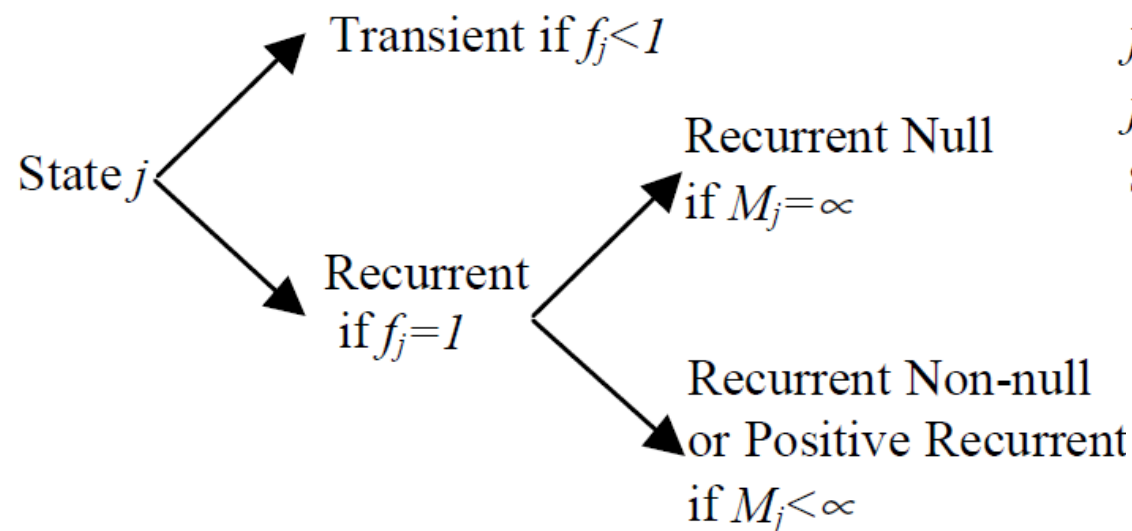 Transient if fj<1
State j
Recurrent
if fj=1
Recurrent Null
if Mj=∝
Recurrent Non-null
or Positive Recurrent
if Mj<∝